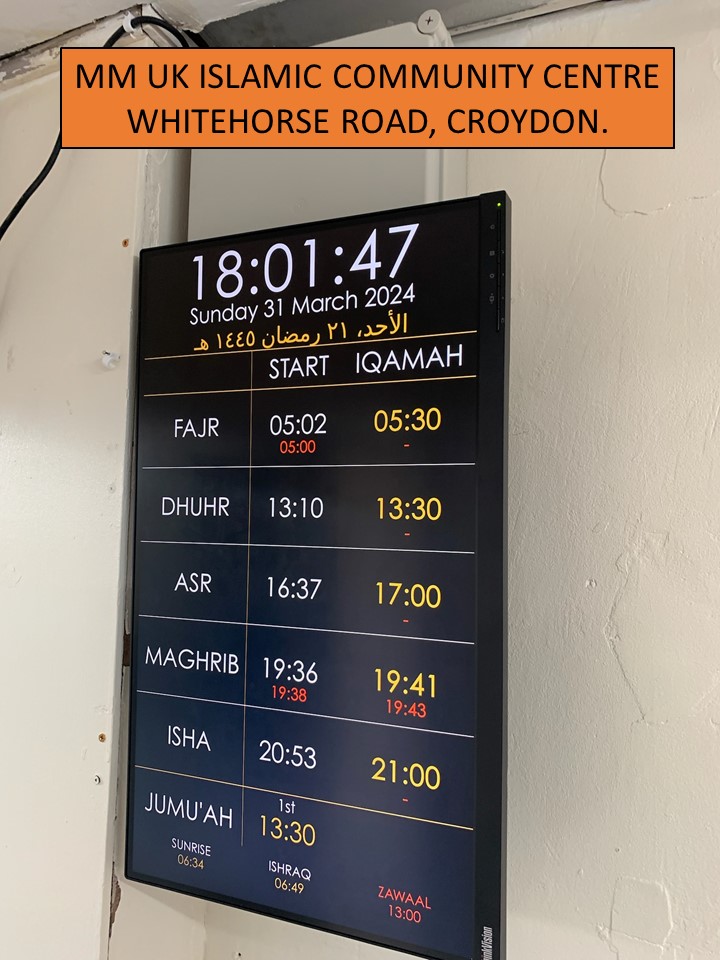 MM UK ISLAMIC COMMUNITY CENTRE
WHITEHORSE ROAD, CROYDON.
18:01:47
Sunday 31 March 2024
الأحد، ٢١ رمضان ١٤٤٥ هـ
START IQAMAH
FAJR 05:02 05:30
05:00 -
DHUHR 13:10 13:30
-
ASR 16:37 17:00
-
MAGHRIB 19:36 19:41
19:38 19:43
ISHA 20:53 21:00
-
JUMU'AH 1st
13:30
SUNRISE ISHRAQ ZAWAAL
06:34 06:49 13:00